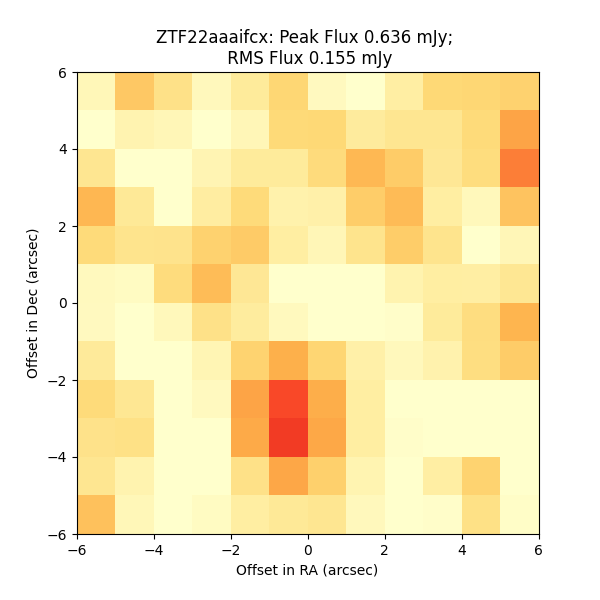 ZTF22aaaifcx: Peak Flux 0.636 mJy;
RMS Flux 0.155 mJy
6
4
2
0
−2
−4
−6
Offset in Dec (arcsec)
−6 −4 −2 0 2 4 6
Offset in RA (arcsec)